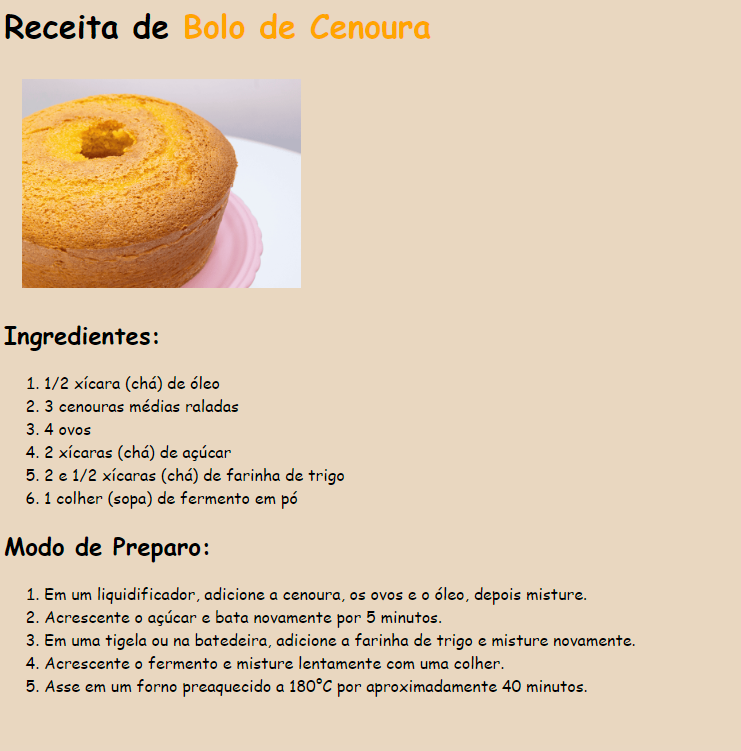 Receita de Bolo de Cenoura
Ingredientes:
1. 1/2 xícara (chá) de óleo
2. 3 cenouras médias raladas
3. 4 ovos
4. 2 xícaras (chá) de açúcar
5. 2 e 1/2 xícaras (chá) de farinha de trigo
6. 1 colher (sopa) de fermento em pó
Modo de Preparo:
1. Em um liquidificador, adicione a cenoura, os ovos e o óleo, depois misture.
2. Acrescente o açúcar e bata novamente por 5 minutos.
3. Em uma tigela ou na batedeira, adicione a farinha de trigo e misture novamente.
4. Acrescente o fermento e misture lentamente com uma colher.
5. Asse em um forno preaquecido a 180°C por aproximadamente 40 minutos.